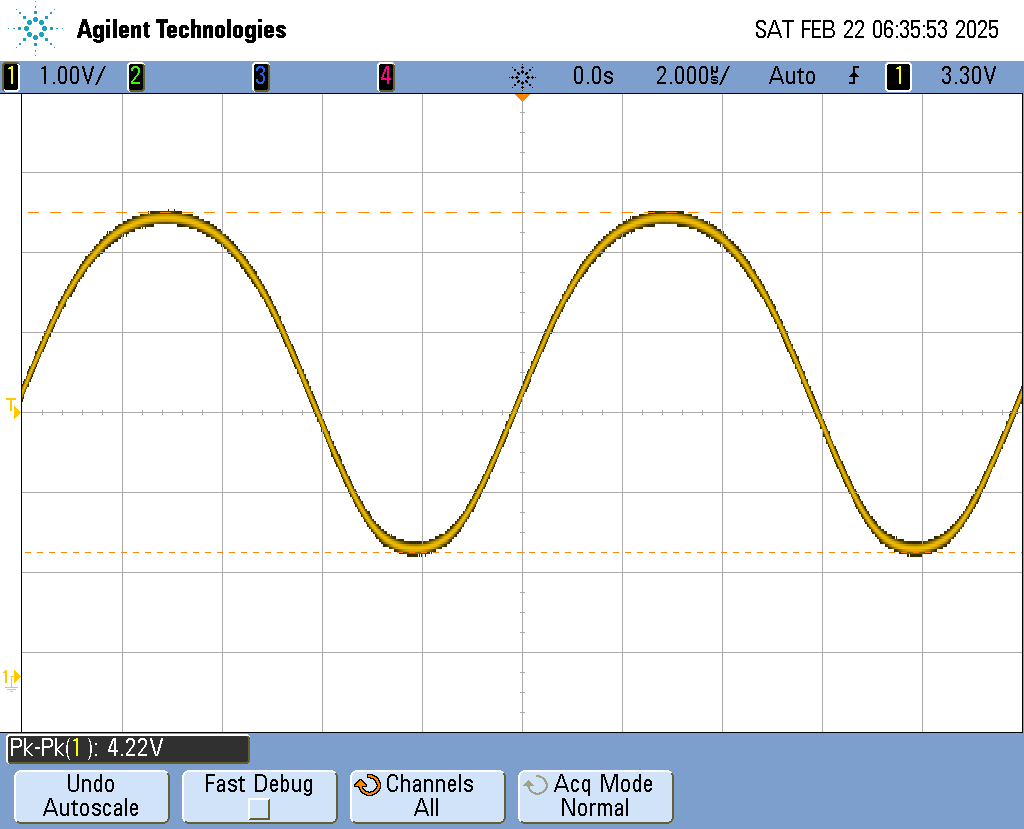 Agilent Technologies SAT FEB 22 06:35:53 2025
1 1.00V/ 2 3 4 0.0s 2.000µs/ Auto 1 3.30V
T
1
Pk-Pk(1): 4.22V
Undo Autoscale
Fast Debug
Channels All
Acq Mode Normal